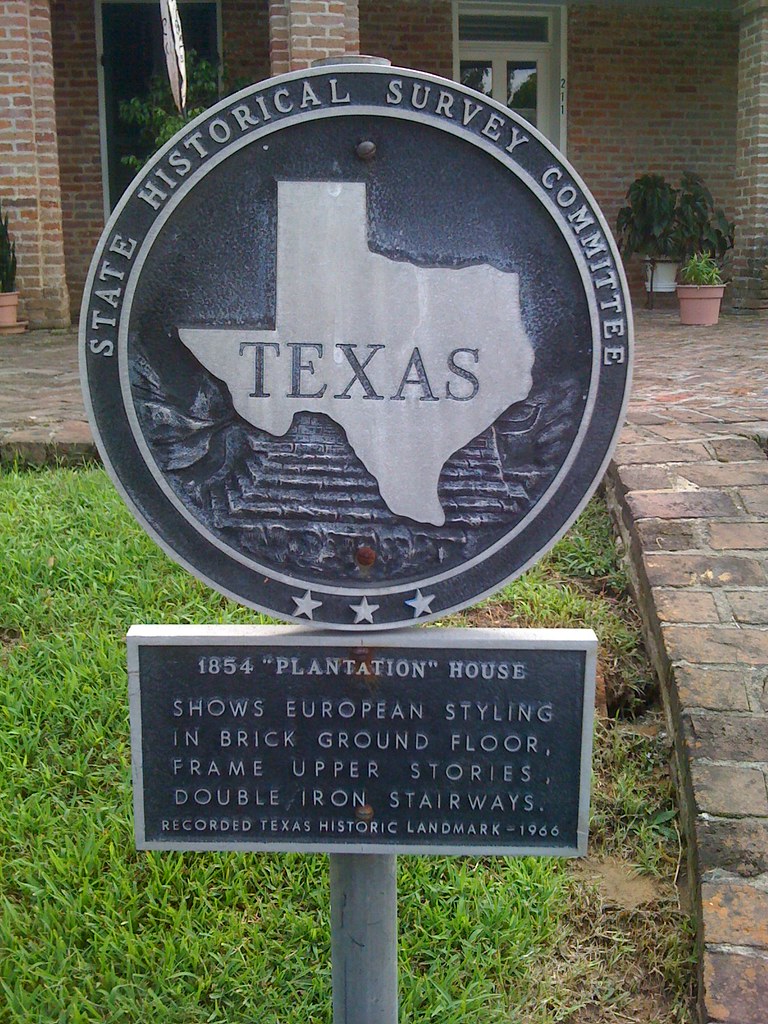 STATE HISTORICAL SURVEY COMMITTEE
TEXAS
1854 "PLANTATION" HOUSE
SHOWS EUROPEAN STYLING
IN BRICK GROUND FLOOR,
FRAME UPPER STORIES,
DOUBLE IRON STAIRWAYS.
RECORDED TEXAS HISTORIC LANDMARK - 1966
211